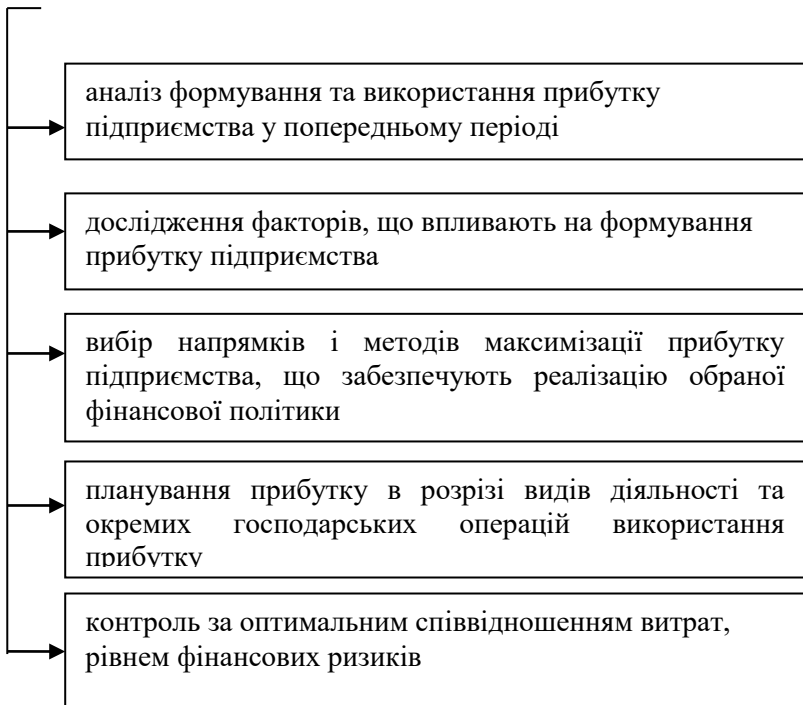 аналіз формування та використання прибутку
підприємства у попередньому періоді
дослідження факторів, що впливають на формування
прибутку підприємства
вибір напрямків і методів максимізації прибутку
підприємства, що забезпечують реалізацію обраної
фінансової політики
планування прибутку в розрізі видів діяльності та
окремих господарських операцій використання
прибутку
контроль за оптимальним співвідношенням витрат,
рівнем фінансових ризиків